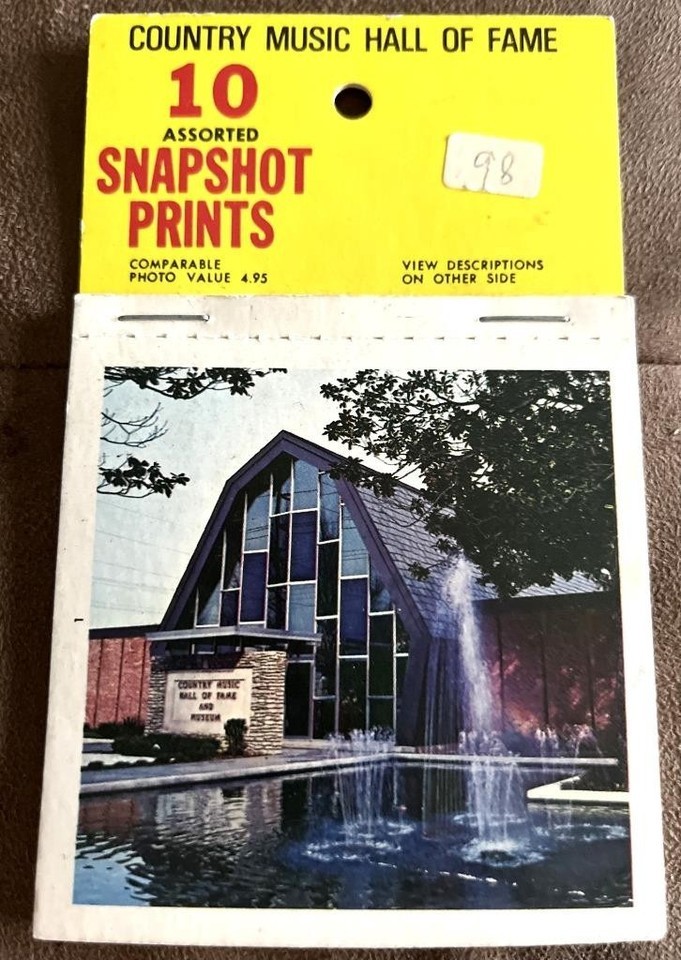 COUNTRY MUSIC HALL OF FAME
10
ASSORTED
SNAPSHOT
PRINTS
.98
COMPARABLE
PHOTO VALUE 4.95
VIEW DESCRIPTIONS
ON OTHER SIDE
COUNTRY MUSIC
HALL OF FAME
AND
MUSEUM